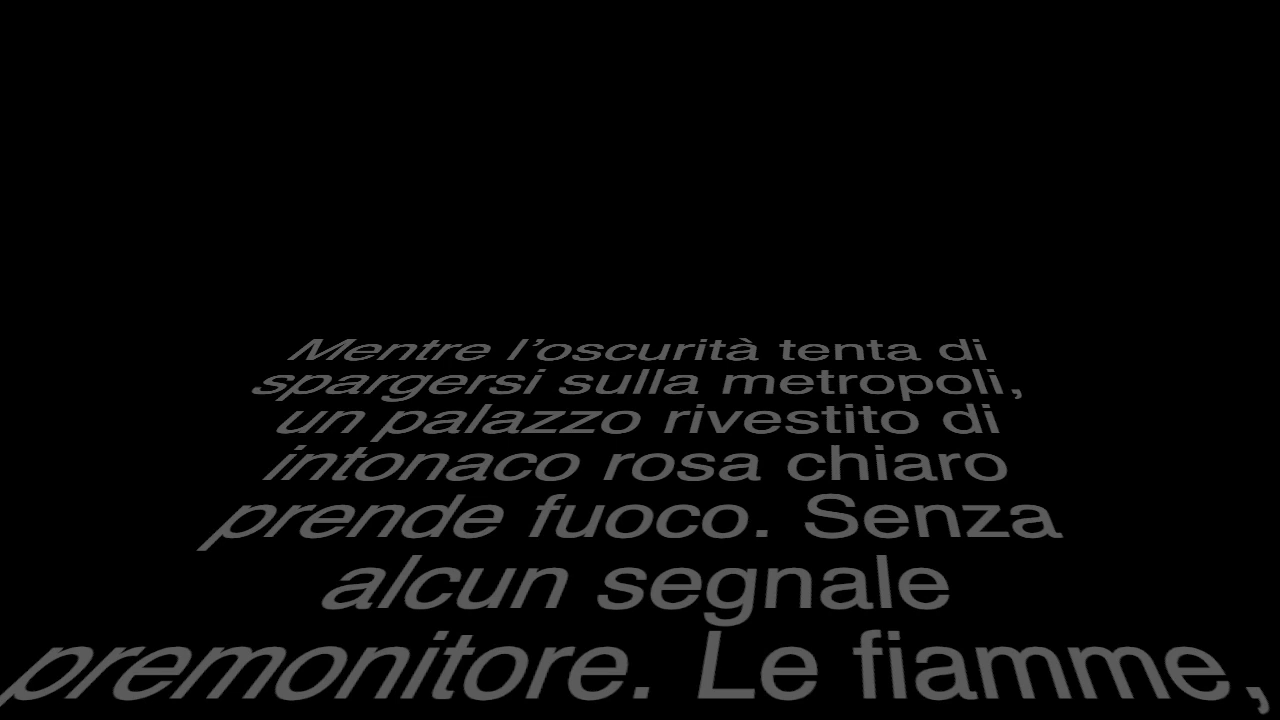 Mentre l’oscurità tenta di
spargersi sulla metropoli,
un palazzo rivestito di
intonaco rosa chiaro
prende fuoco. Senza
alcun segnale
premonitore. Le fiamme,